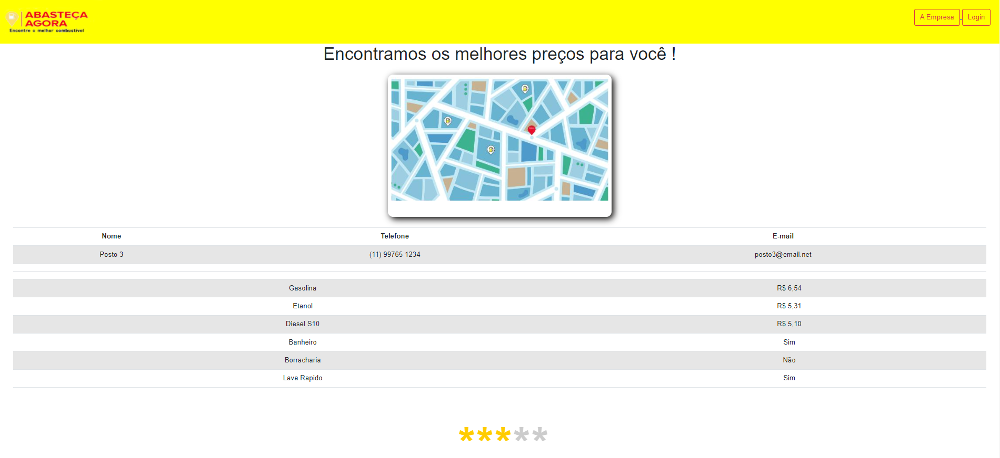 ABASTEÇA
AGORA
Encontre o melhor combustível
A Empresa Login
Encontramos os melhores preços para você !
Nome Telefone E-mail
Posto 3 (11) 99765 1234 posto3@email.net
Gasolina R$ 6,54
Etanol R$ 5,31
Diesel S10 R$ 5,10
Banheiro Sim
Borracharia Não
Lava Rapido Sim
*****